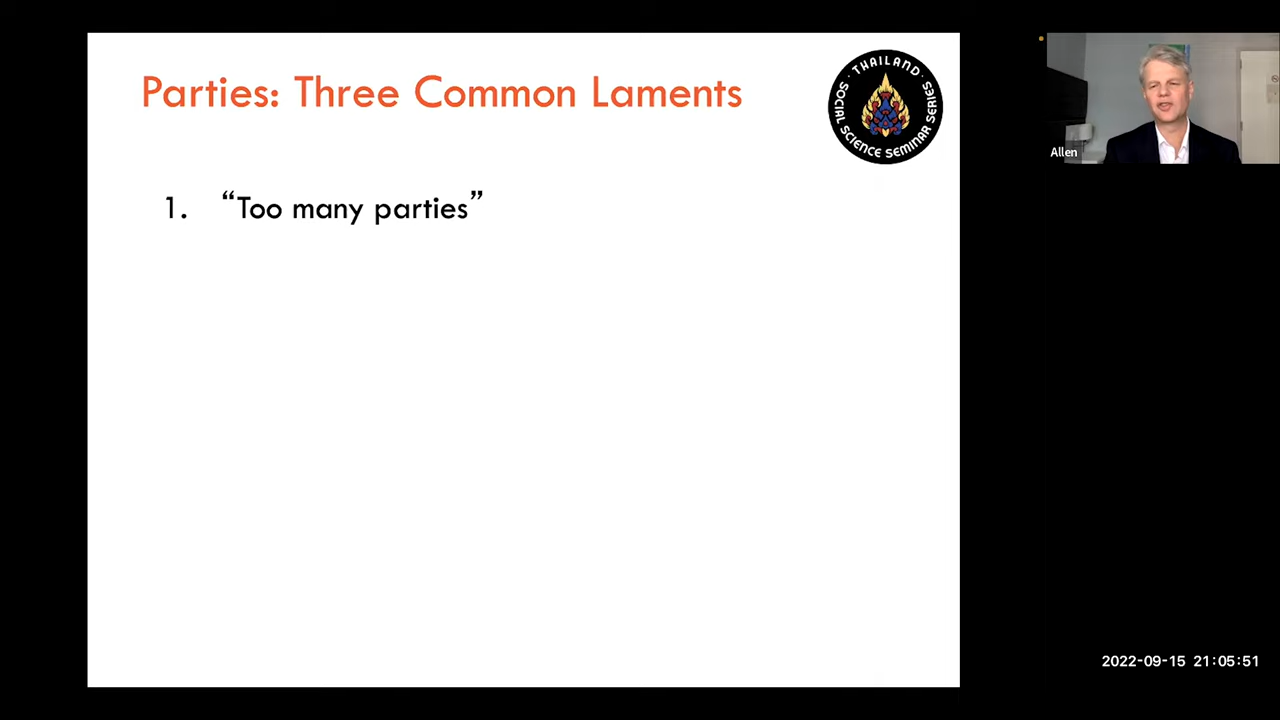 Parties: Three Common Laments
· THAILAND ·
SOCIAL SCIENCE SEMINAR SERIES
1. “Too many parties”
Allen
2022-09-15 21:05:51